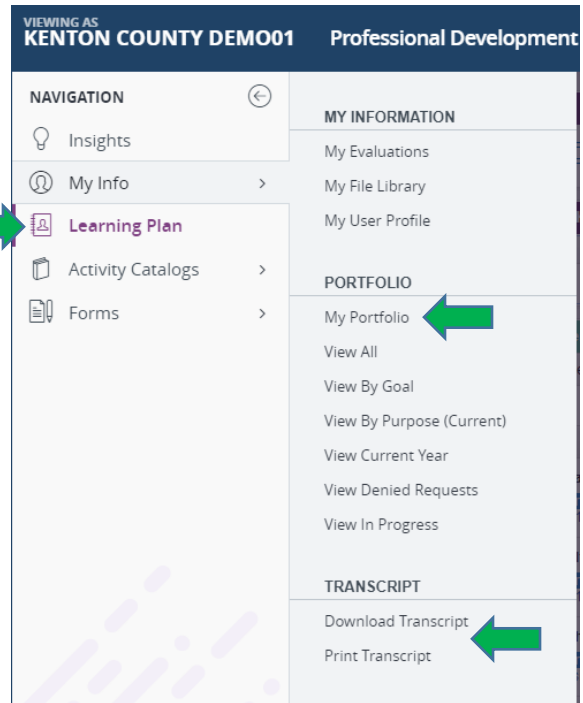 VIEWING AS
KENTON COUNTY DEMO01
Professional Development
NAVIGATION
Insights
My Info
Learning Plan
Activity Catalogs
Forms
MY INFORMATION
My Evaluations
My File Library
My User Profile
PORTFOLIO
My Portfolio
View All
View By Goal
View By Purpose (Current)
View Current Year
View Denied Requests
View In Progress
TRANSCRIPT
Download Transcript
Print Transcript